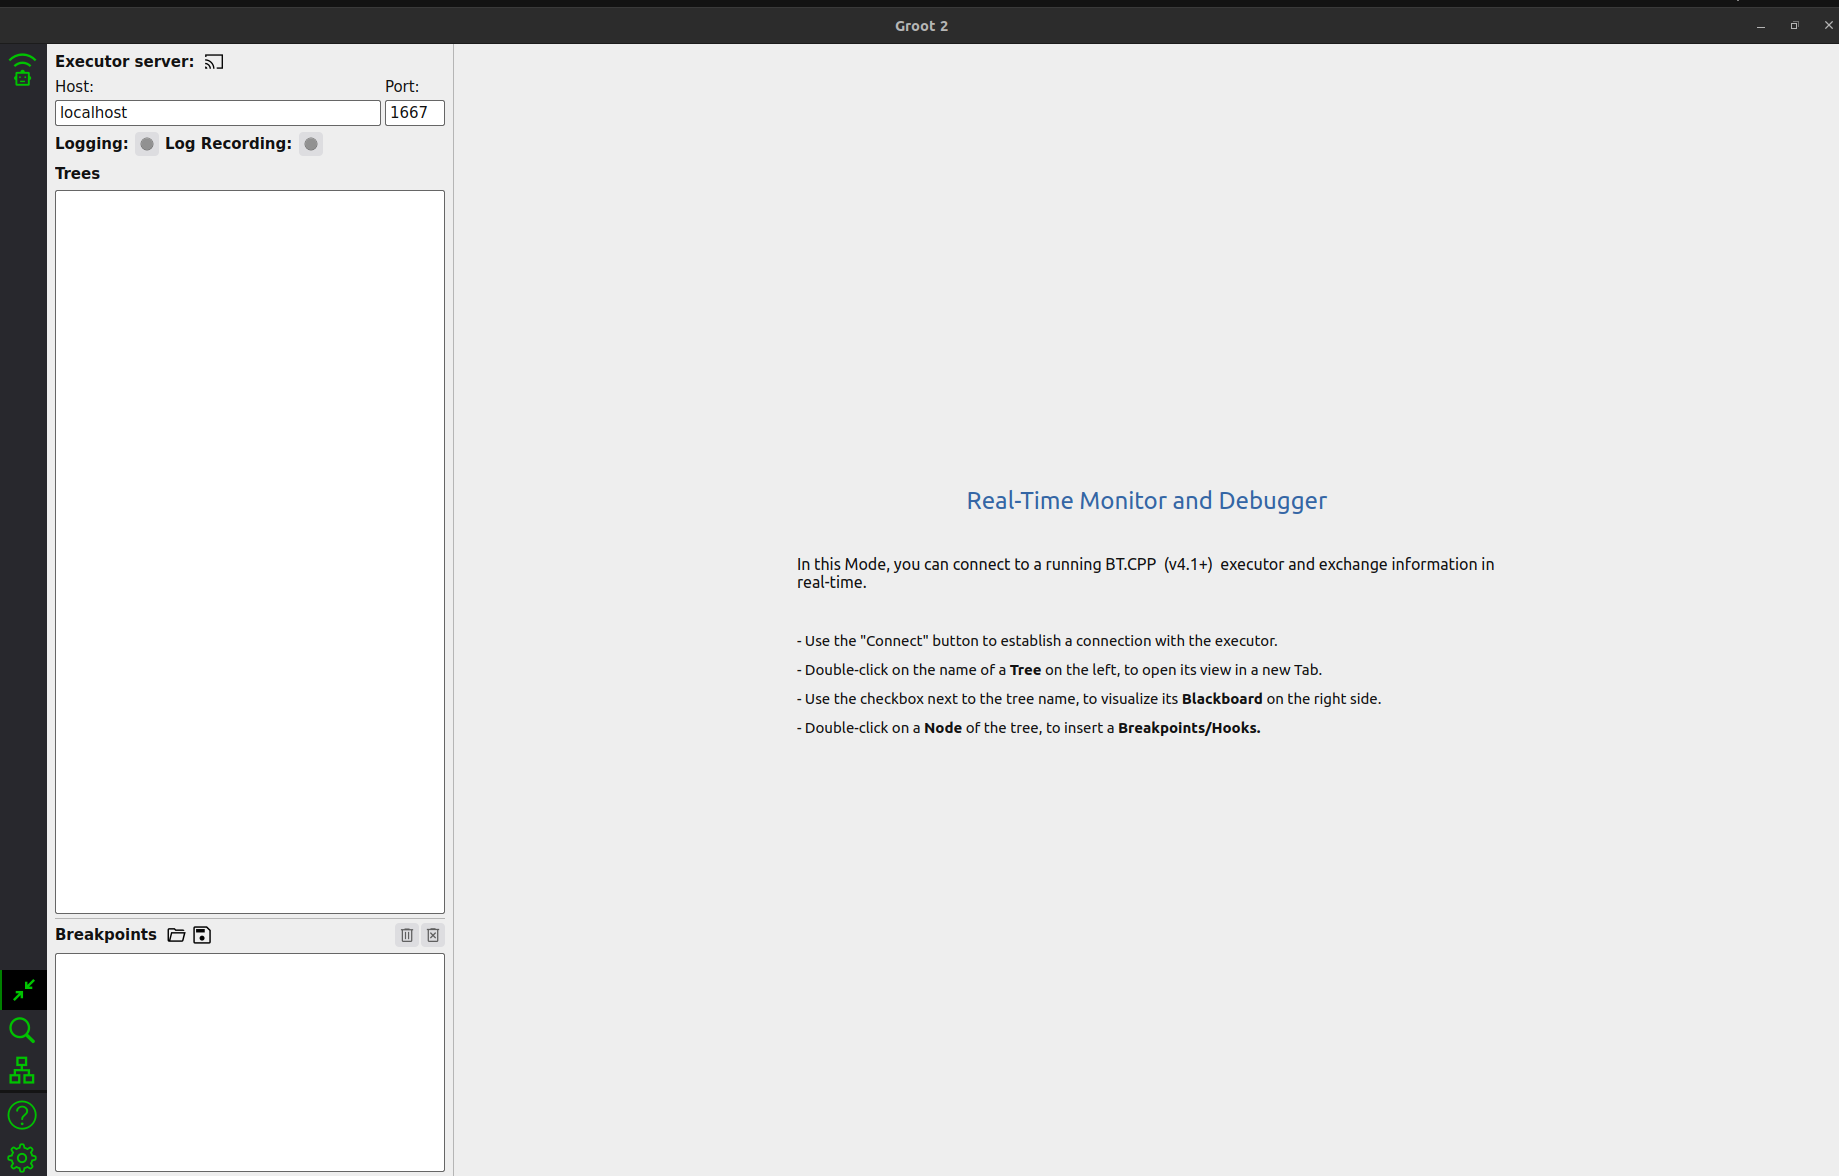 Groot 2
Executor server:
Host: Port:
localhost 1667
Logging: Log Recording:
Trees
Real-Time Monitor and Debugger
In this Mode, you can connect to a running BT.CPP (v4.1+) executor and exchange information in
real-time.
- Use the "Connect" button to establish a connection with the executor.
- Double-click on the name of a Tree on the left, to open its view in a new Tab.
- Use the checkbox next to the tree name, to visualize its Blackboard on the right side.
- Double-click on a Node of the tree, to insert a Breakpoints/Hooks.
Breakpoints